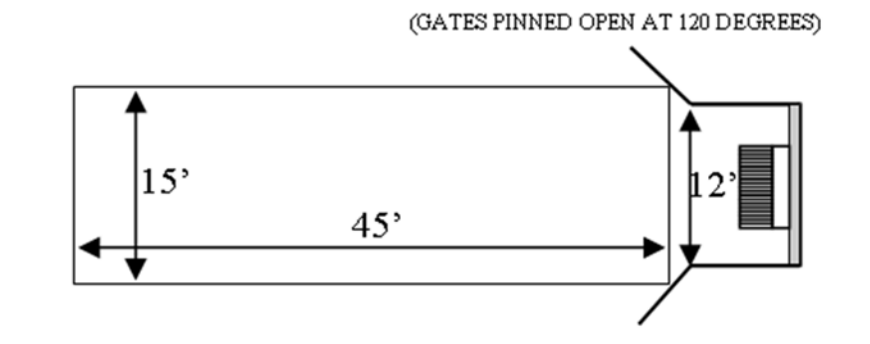 (GATES PINNED OPEN AT 120 DEGREES)
15’
12’
45’